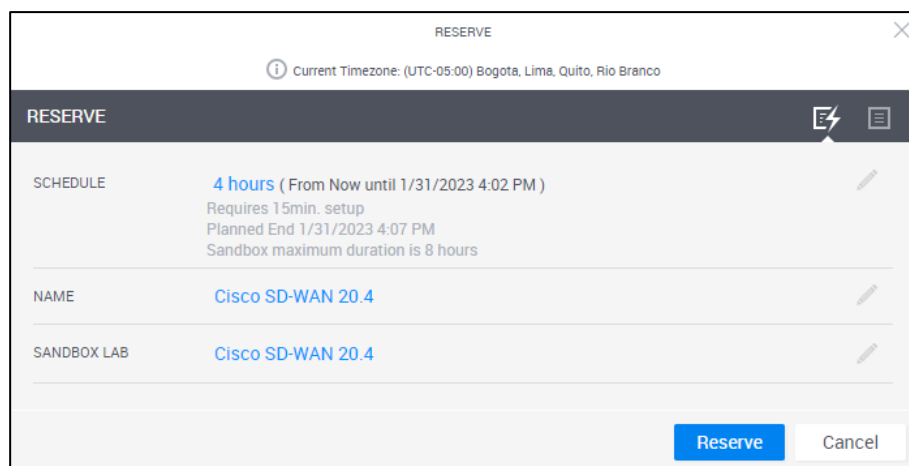 RESERVE
Current Timezone: (UTC-05:00) Bogota, Lima, Quito, Rio Branco
RESERVE
SCHEDULE 4 hours ( From Now until 1/31/2023 4:02 PM )
Requires 15min. setup
Planned End 1/31/2023 4:07 PM
Sandbox maximum duration is 8 hours
NAME Cisco SD-WAN 20.4
SANDBOX LAB Cisco SD-WAN 20.4
Reserve Cancel